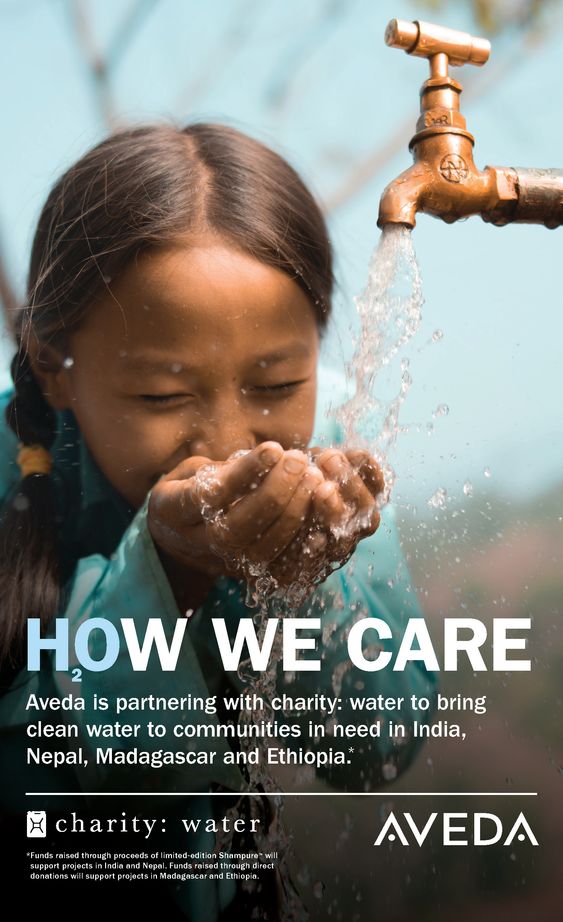 H₂OW WE CARE
Aveda is partnering with charity: water to bring
clean water to communities in need in India,
Nepal, Madagascar and Ethiopia.*
charity: water
AVEDA
*Funds raised through proceeds of limited-edition Shampure™ will
support projects in India and Nepal. Funds raised through direct
donations will support projects in Madagascar and Ethiopia.